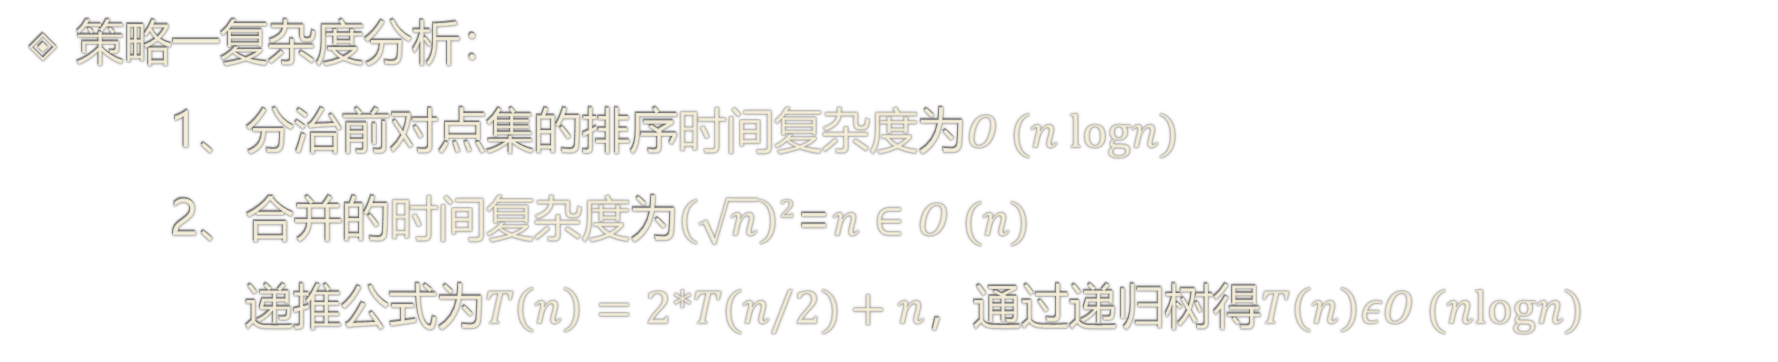 ◈ 策略一复杂度分析：
1、分治前对点集的排序时间复杂度为O (n logn)
2、合并的时间复杂度为(√n)²=n ∈ O (n)
递推公式为T(n) = 2*T(n/2) + n，通过递归树得T(n)ϵO (nlogn)